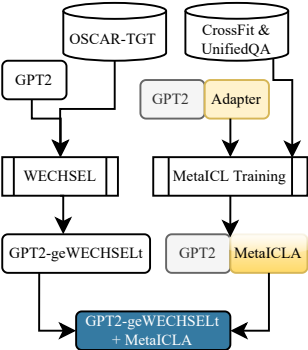 OSCAR-TGT
CrossFit &
UnifiedQA
GPT2
GPT2
Adapter
WECHSEL
MetaICL Training
GPT2-geWECHSELt
GPT2
MetaICLA
GPT2-geWECHSELt
+ MetaICLA